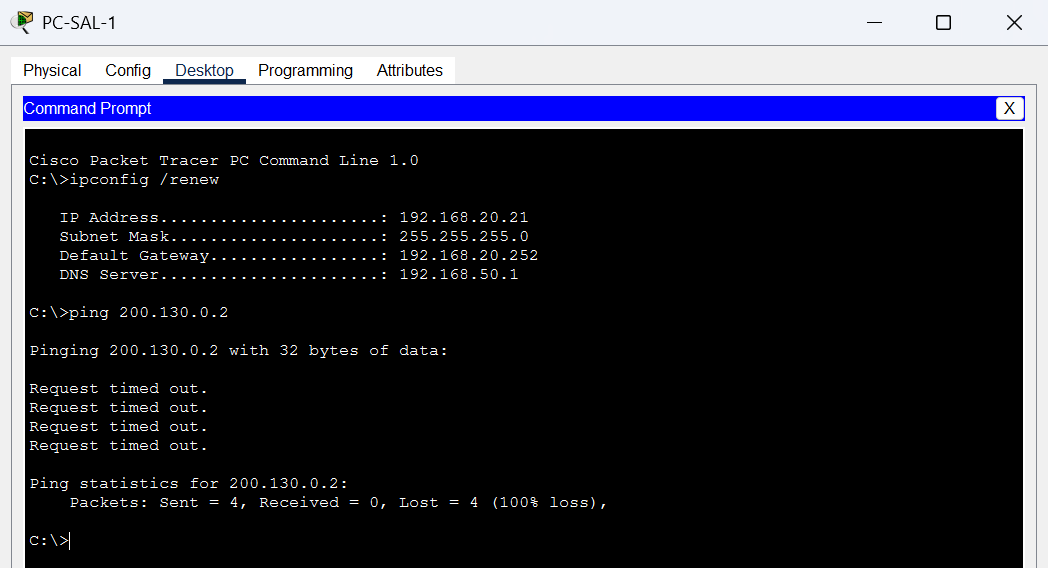 PC-SAL-1
Physical Config Desktop Programming Attributes
Command Prompt
X
Cisco Packet Tracer PC Command Line 1.0
C:\>ipconfig /renew
IP Address......................: 192.168.20.21
Subnet Mask.....................: 255.255.255.0
Default Gateway.................: 192.168.20.252
DNS Server......................: 192.168.50.1
C:\>ping 200.130.0.2
Pinging 200.130.0.2 with 32 bytes of data:
Request timed out.
Request timed out.
Request timed out.
Request timed out.
Ping statistics for 200.130.0.2:
Packets: Sent = 4, Received = 0, Lost = 4 (100% loss),
C:\>